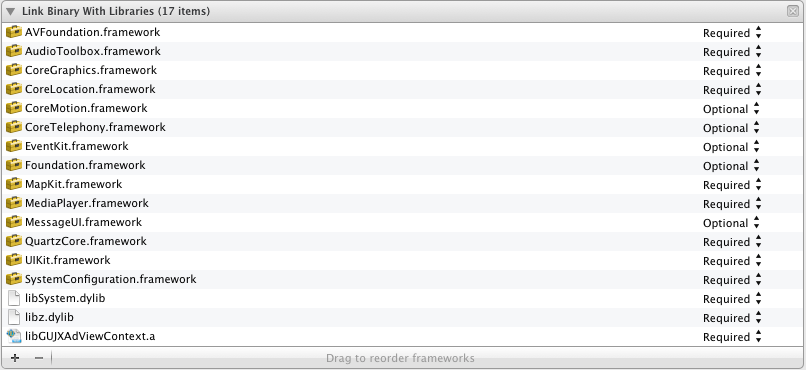 Link Binary With Libraries (17 items)
AVFoundation.framework Required
AudioToolbox.framework Required
CoreGraphics.framework Required
CoreLocation.framework Required
CoreMotion.framework Optional
CoreTelephony.framework Optional
EventKit.framework Optional
Foundation.framework Optional
MapKit.framework Required
MediaPlayer.framework Required
MessageUI.framework Optional
QuartzCore.framework Required
UIKit.framework Required
SystemConfiguration.framework Required
libSystem.dylib Required
libz.dylib Required
libGUJXAdViewContext.a Required
Drag to reorder frameworks